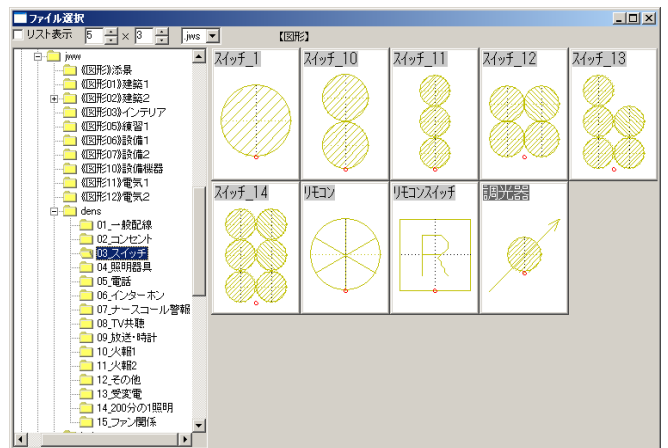 ファイル選択
リスト表示 5 × 3 .jws 【図形】
jww
《図形》添景
《図形01》建築1
《図形02》建築2
《図形03》インテリア
《図形05》練習1
《図形06》設備1
《図形07》設備2
《図形10》設備機器
《図形11》電気1
《図形12》電気2
dens
01_一般配線
02_コンセント
03_スイッチ
04_照明器具
05_電話
06_インターホン
07_ナースコール警報
08_TV共聴
09_放送・時計
10_火報1
11_火報2
12_その他
13_受変電
14_200分の1照明
15_ファン関係
スイッチ_1 スイッチ_10 スイッチ_11 スイッチ_12 スイッチ_13
スイッチ_14 リモコン リモコンスイッチ 調光器
R